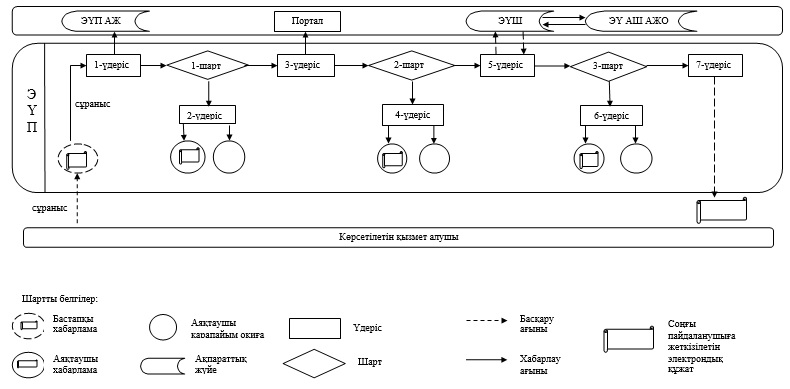 ЭҮП АЖ
Портал
ЭҮШ
ЭҮ АШ АЖО
ЭҮП
1-үдеріс
1-шарт
3-үдеріс
2-шарт
5-үдеріс
3-шарт
7-үдеріс
сұраныс
2-үдеріс
4-үдеріс
6-үдеріс
сұраныс
Көрсетілетін қызмет алушы
Шартты белгілер:
Бастапқы
хабарлама
Аяқтаушы
қарапайым оқиға
Үдеріс
Басқару
ағыны
Соңғы
пайдаланушыға
жеткізілетін
электрондық
құжат
Аяқтаушы
хабарлама
Ақпараттық
жүйе
Шарт
Хабарлау
ағыны